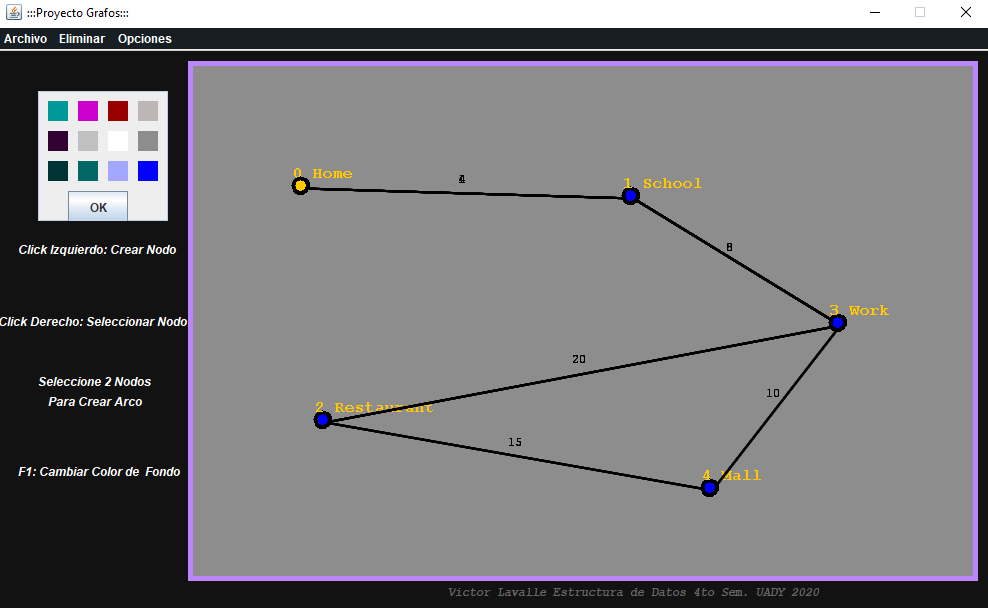 :::Proyecto Grafos:::
Archivo Eliminar Opciones
OK
Click Izquierdo: Crear Nodo
Click Derecho: Seleccionar Nodo
Seleccione 2 Nodos
Para Crear Arco
F1: Cambiar Color de Fondo
0 Home
4
1 School
8
3 Work
20
10
2 Restaurant
15
4 Mall
Victor Lavalle Estructura de Datos 4to Sem. UADY 2020